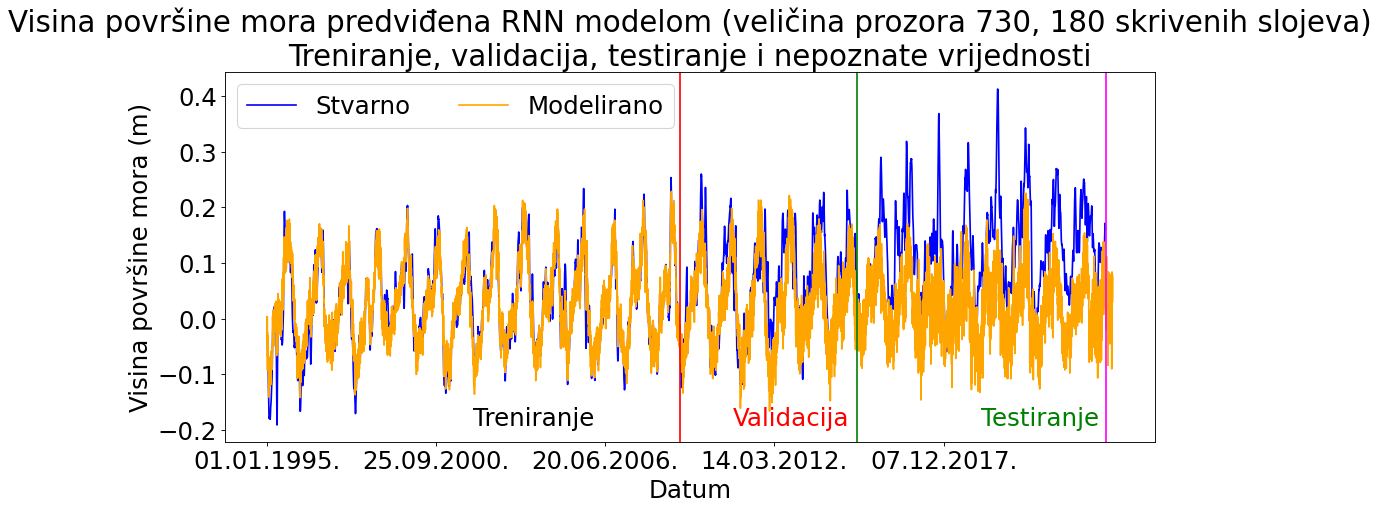 Visina površine mora predviđena RNN modelom (veličina prozora 730, 180 skrivenih slojeva)
Treniranje, validacija, testiranje i nepoznate vrijednosti
Stvarno Modelirano
Visina površine mora (m)
0.4
0.3
0.2
0.1
0.0
−0.1
−0.2
Treniranje Validacija Testiranje
01.01.1995. 25.09.2000. 20.06.2006. 14.03.2012. 07.12.2017.
Datum